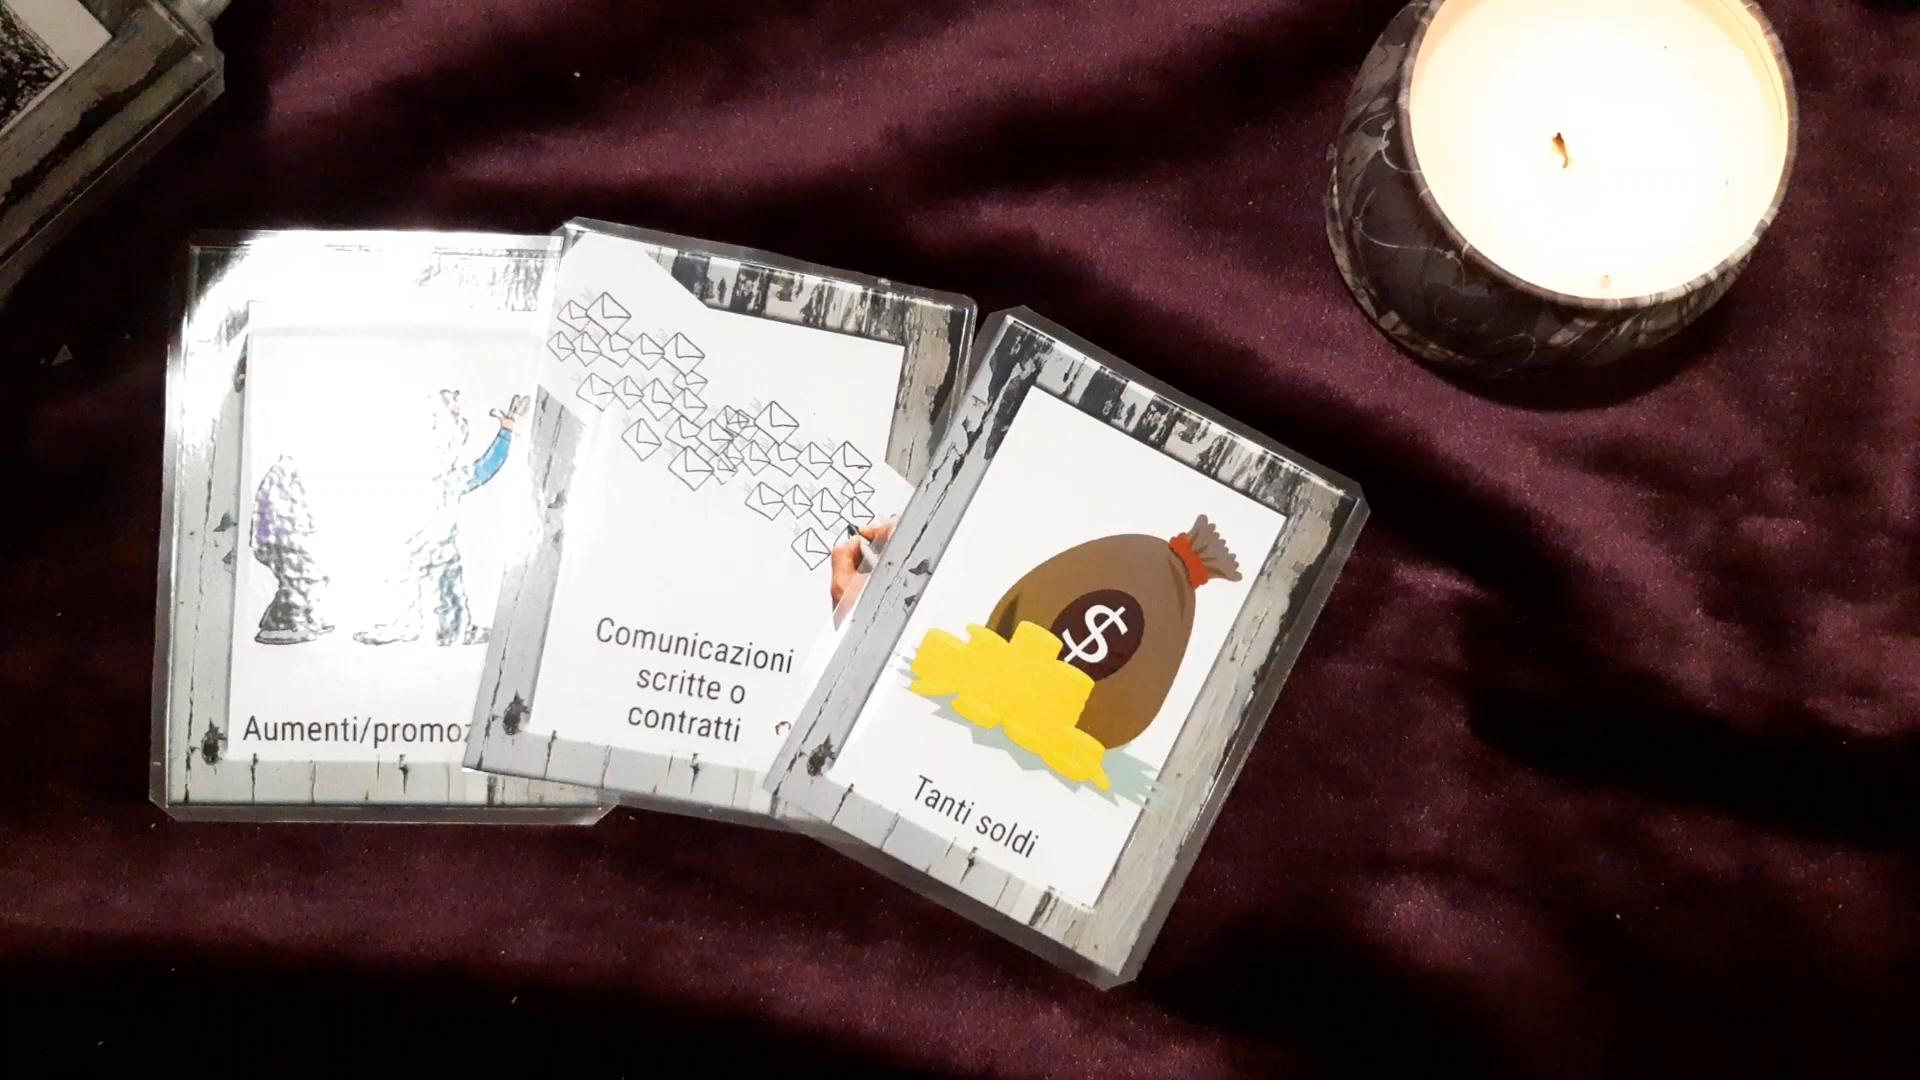 Aumenti/promoz
Comunicazioni
scritte o
contratti
$
Tanti soldi